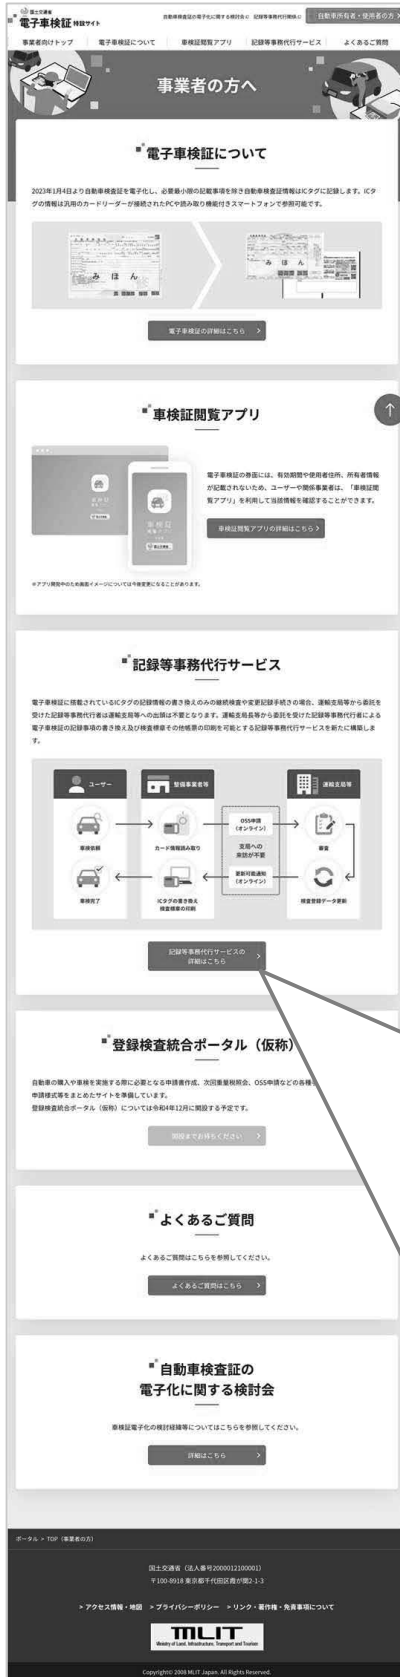 国土交通省
電子車検証 特設サイト
自動車検査証の電子化に関する検討会
記録等事務代行関係
自動車所有者・使用者の方
事業者向けトップ
電子車検証について
車検証閲覧アプリ
記録等事務代行サービス
よくあるご質問
事業者の方へ
電子車検証について
2023年1月4日より自動車検査証を電子化し、必要最小限の記載事項を除き自動車検査証情報はICタグに記録します。ICタ
グの情報は汎用のカードリーダーが接続されたPCや読み取り機能付きスマートフォンで参照可能です。
みほん
みほん
電子車検証の詳細はこちら
車検証閲覧アプリ
電子車検証の券面には、有効期間や使用者住所、所有者情報
が記載されないため、ユーザーや関係事業者は、「車検証閲
覧アプリ」を利用して当該情報を確認することができます。
車検証閲覧アプリの詳細はこちら
車検証
閲覧アプリ
国土交通省
※アプリ開発中のため画面イメージについては今後変更になることがあります。
記録等事務代行サービス
電子車検証に搭載されているICタグの記録情報の書き換えのみの継続検査や変更記録手続きの場合、運輸支局等から委託を
受けた記録等事務代行者は運輸支局等への出頭は不要となります。運輸支局長等から委託を受けた記録等事務代行者による
電子車検証の記録事項の書き換え及び検査標章その他帳票の印刷を可能とする記録等事務代行サービスを新たに構築しま
す。
ユーザー
整備事業者等
運輸支局等
車検依頼
カード情報読み取り
OSS申請
(オンライン)
審査
支局への
来訪が不要
車検完了
ICタグの書き換え
検査標章の印刷
更新可能通知
(オンライン)
検査登録データ更新
記録等事務代行サービスの
詳細はこちら
登録検査統合ポータル（仮称）
自動車の購入や車検を実施する際に必要となる申請書作成、次回重量税照会、OSS申請などの各種
申請様式等をまとめたサイトを準備しています。
登録検査統合ポータル（仮称）については令和4年12月に開設する予定です。
開設までお待ちください
よくあるご質問
よくあるご質問はこちらを参照してください。
よくあるご質問はこちら
自動車検査証の
電子化に関する検討会
車検証電子化の検討経緯等についてはこちらを参照してください。
詳細はこちら
ポータル > TOP（事業者の方）
国土交通省（法人番号2000012100001）
〒100-8918 東京都千代田区霞が関2-1-3
> アクセス情報・地図 > プライバシーポリシー > リンク・著作権・免責事項について
MLIT
Ministry of Land, Infrastructure, Transport and Tourism
Copyright© 2008 MLIT Japan. All Rights Reserved.